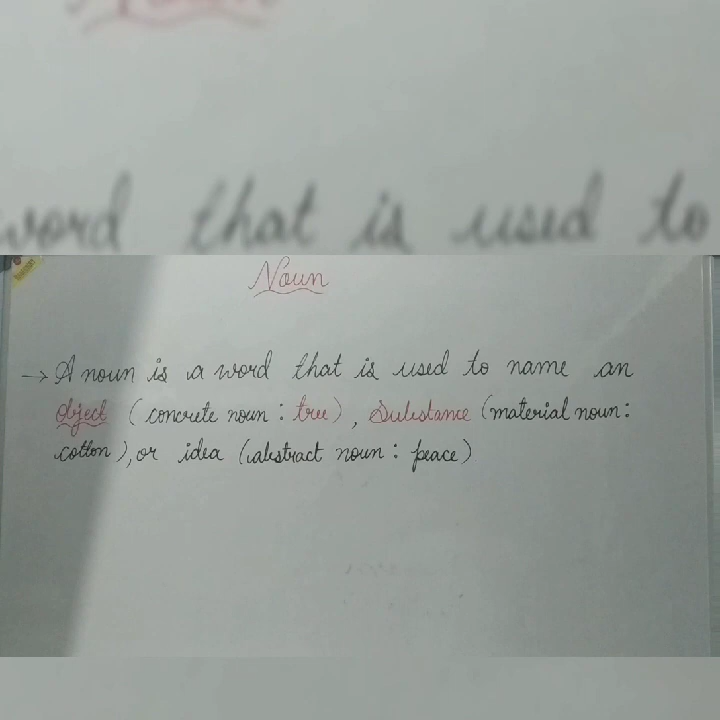 word that is used to
Noun
→ A noun is a word that is used to name an
object (concrete noun : tree), Substance (material noun :
cotton), or idea (abstract noun : peace)